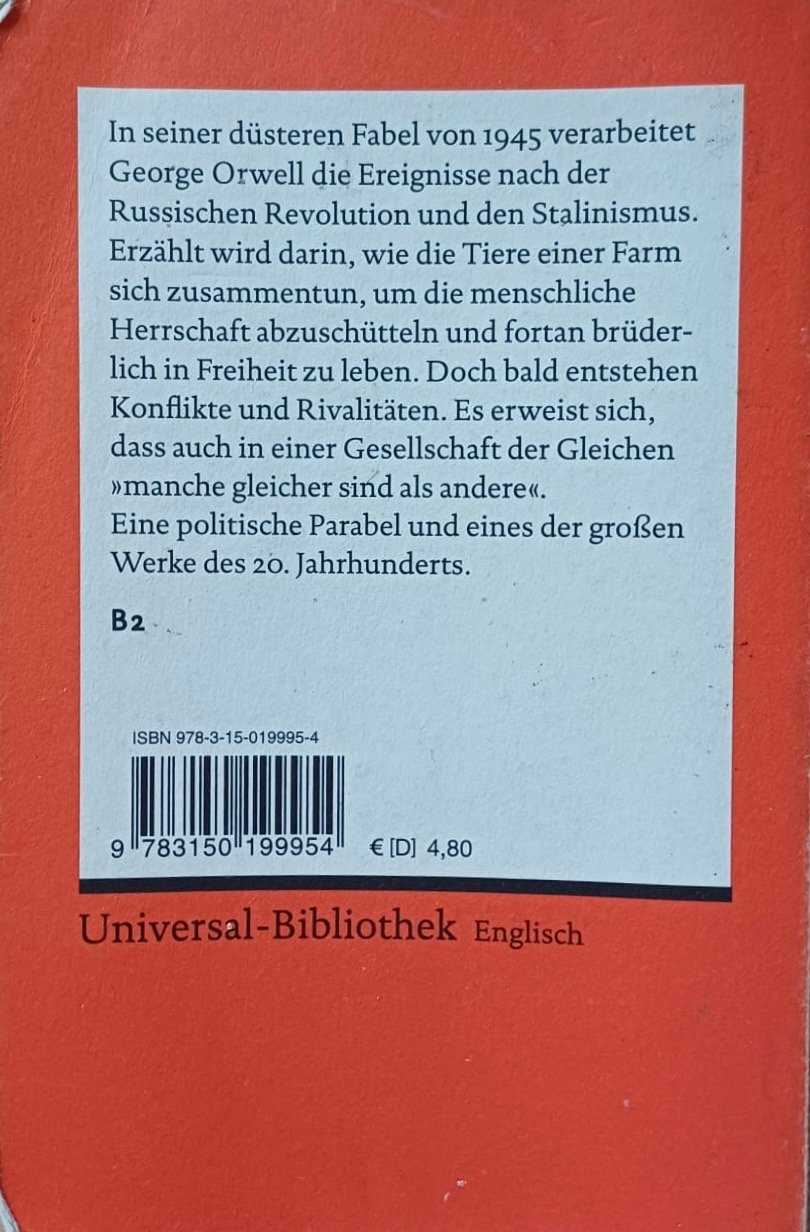 In seiner düsteren Fabel von 1945 verarbeitet
George Orwell die Ereignisse nach der
Russischen Revolution und den Stalinismus.
Erzählt wird darin, wie die Tiere einer Farm
sich zusammentun, um die menschliche
Herrschaft abzuschütteln und fortan brüder-
lich in Freiheit zu leben. Doch bald entstehen
Konflikte und Rivalitäten. Es erweist sich,
dass auch in einer Gesellschaft der Gleichen
»manche gleicher sind als andere«.
Eine politische Parabel und eines der großen
Werke des 20. Jahrhunderts.
B2
ISBN 978-3-15-019995-4
9 783150 199954 € [D] 4,80
Universal-Bibliothek Englisch